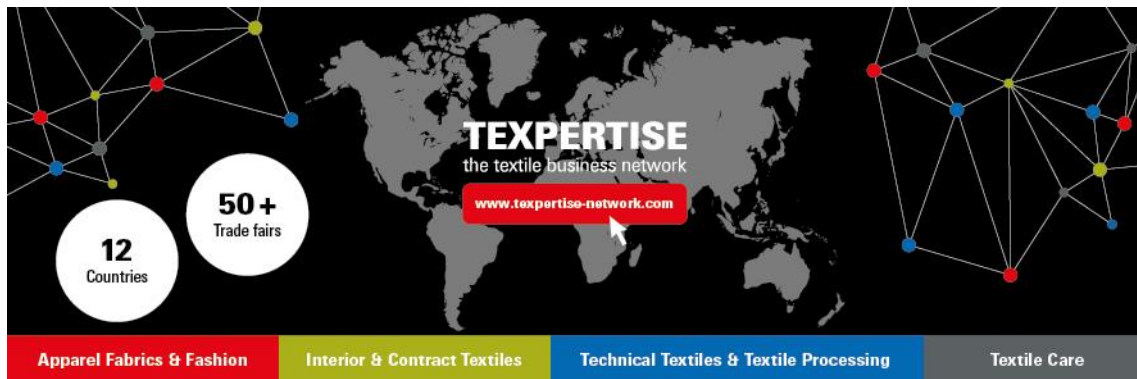 TEXPERTISE
the textile business network
www.texpertise-network.com
50+
Trade fairs
12
Countries
Apparel Fabrics & Fashion
Interior & Contract Textiles
Technical Textiles & Textile Processing
Textile Care